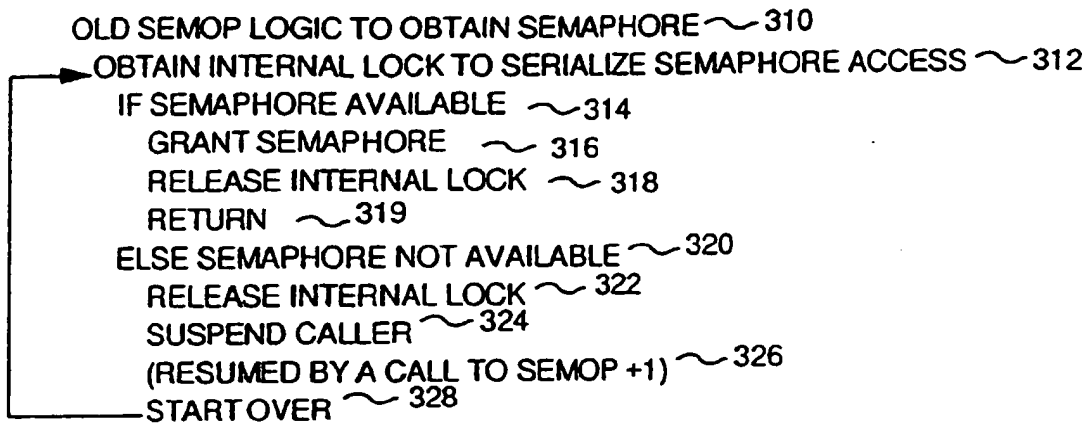 OLD SEMOP LOGIC TO OBTAIN SEMAPHORE 310
OBTAIN INTERNAL LOCK TO SERIALIZE SEMAPHORE ACCESS 312
IF SEMAPHORE AVAILABLE 314
GRANT SEMAPHORE 316
RELEASE INTERNAL LOCK 318
RETURN 319
ELSE SEMAPHORE NOT AVAILABLE 320
RELEASE INTERNAL LOCK 322
SUSPEND CALLER 324
(RESUMED BY A CALL TO SEMOP +1) 326
START OVER 328